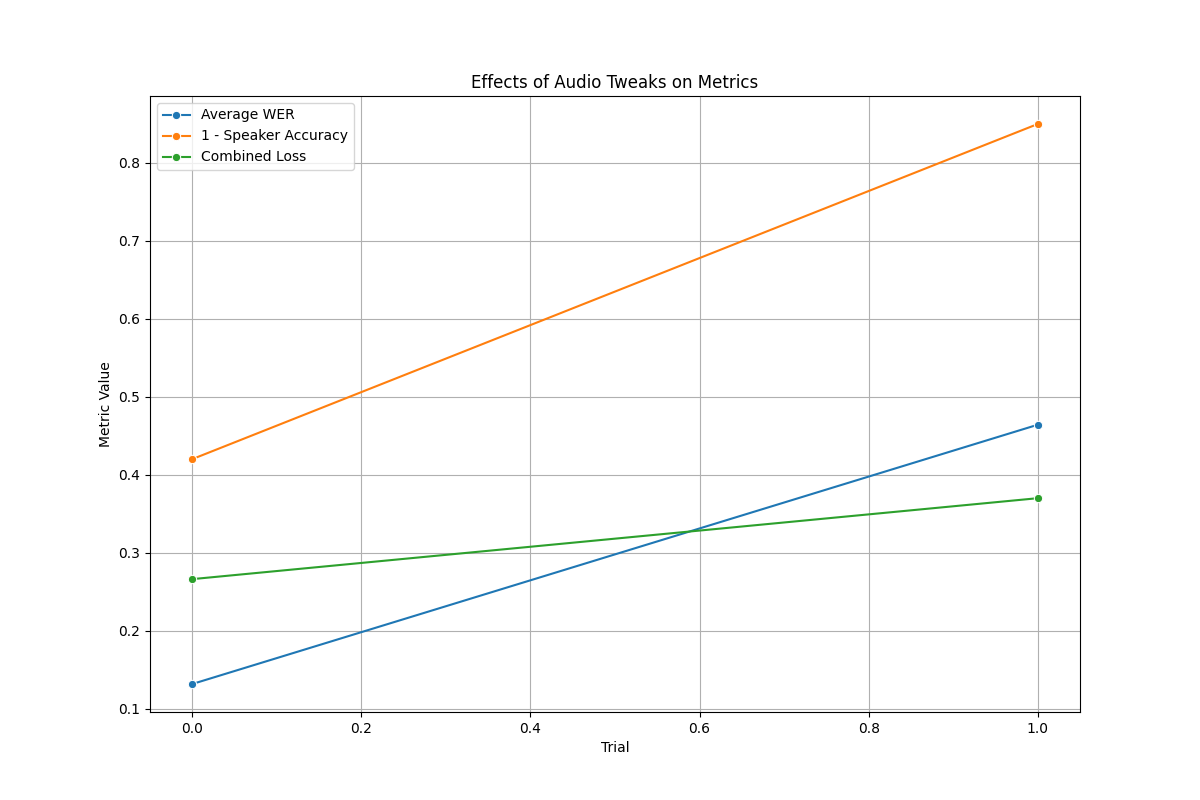 Effects of Audio Tweaks on Metrics
Average WER
1 - Speaker Accuracy
Combined Loss
0.8
0.7
0.6
0.5
0.4
0.3
0.2
0.1
Metric Value
0.0 0.2 0.4 0.6 0.8 1.0
Trial